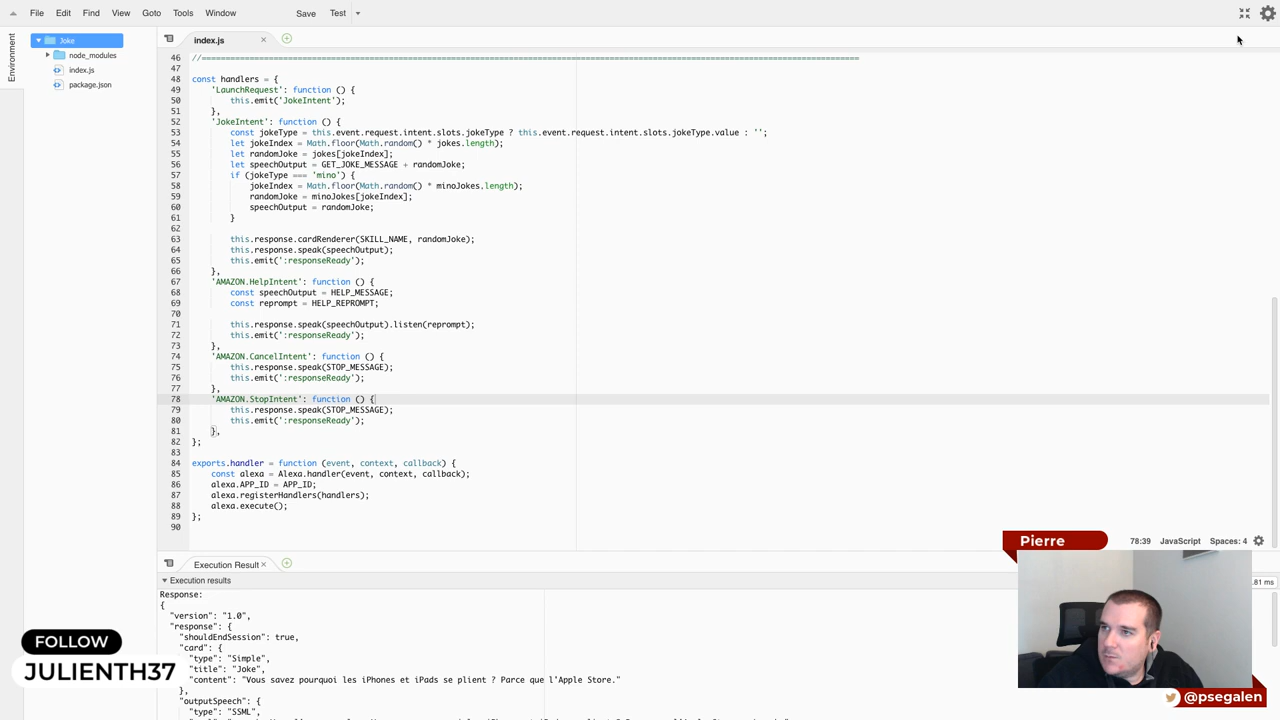 File Edit Find View Goto Tools Window Save Test
Environment
Joke
node_modules
index.js
package.json
index.js
46 //==========================================================================================================================================
47
48 const handlers = {
49 'LaunchRequest': function () {
50 this.emit('JokeIntent');
51 },
52 'JokeIntent': function () {
53 const jokeType = this.event.request.intent.slots.jokeType ? this.event.request.intent.slots.jokeType.value : '';
54 let jokeIndex = Math.floor(Math.random() * jokes.length);
55 let randomJoke = jokes[jokeIndex];
56 let speechOutput = GET_JOKE_MESSAGE + randomJoke;
57 if (jokeType === 'mino') {
58 jokeIndex = Math.floor(Math.random() * minoJokes.length);
59 randomJoke = minoJokes[jokeIndex];
60 speechOutput = randomJoke;
61 }
62
63 this.response.cardRenderer(SKILL_NAME, randomJoke);
64 this.response.speak(speechOutput);
65 this.emit(':responseReady');
66 },
67 'AMAZON.HelpIntent': function () {
68 const speechOutput = HELP_MESSAGE;
69 const reprompt = HELP_REPROMPT;
70
71 this.response.speak(speechOutput).listen(reprompt);
72 this.emit(':responseReady');
73 },
74 'AMAZON.CancelIntent': function () {
75 this.response.speak(STOP_MESSAGE);
76 this.emit(':responseReady');
77 },
78 'AMAZON.StopIntent': function () {
79 this.response.speak(STOP_MESSAGE);
80 this.emit(':responseReady');
81 },
82 };
83
84 exports.handler = function (event, context, callback) {
85 const alexa = Alexa.handler(event, context, callback);
86 alexa.APP_ID = APP_ID;
87 alexa.registerHandlers(handlers);
88 alexa.execute();
89 };
90
78:39 JavaScript Spaces: 4
Pierre
Execution Result
Execution results
.81 ms
Response:
{
"version": "1.0",
"response": {
"shouldEndSession": true,
"card": {
"type": "Simple",
"title": "Joke",
"content": "Vous savez pourquoi les iPhones et iPads se plient ? Parce que l'Apple Store."
},
"outputSpeech": {
"type": "SSML",
FOLLOW
JULIENTH37
@psegalen